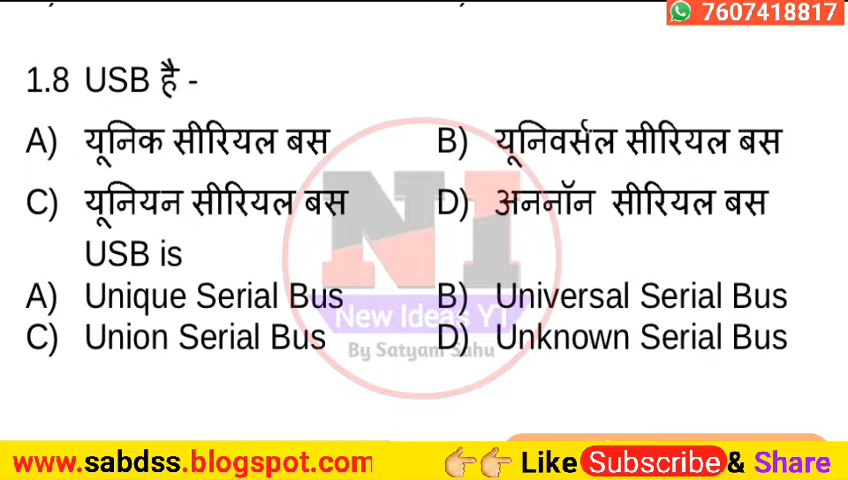 7607418817
1.8 USB है -
A) यूनिक सीरियल बस B) यूनिवर्सल सीरियल बस
C) यूनियन सीरियल बस D) अननॉन सीरियल बस
USB is
A) Unique Serial Bus B) Universal Serial Bus
C) Union Serial Bus D) Unknown Serial Bus
N1
New Ideas YT
By Satyam Sahu
www.sabdss.blogspot.com Like Subscribe & Share